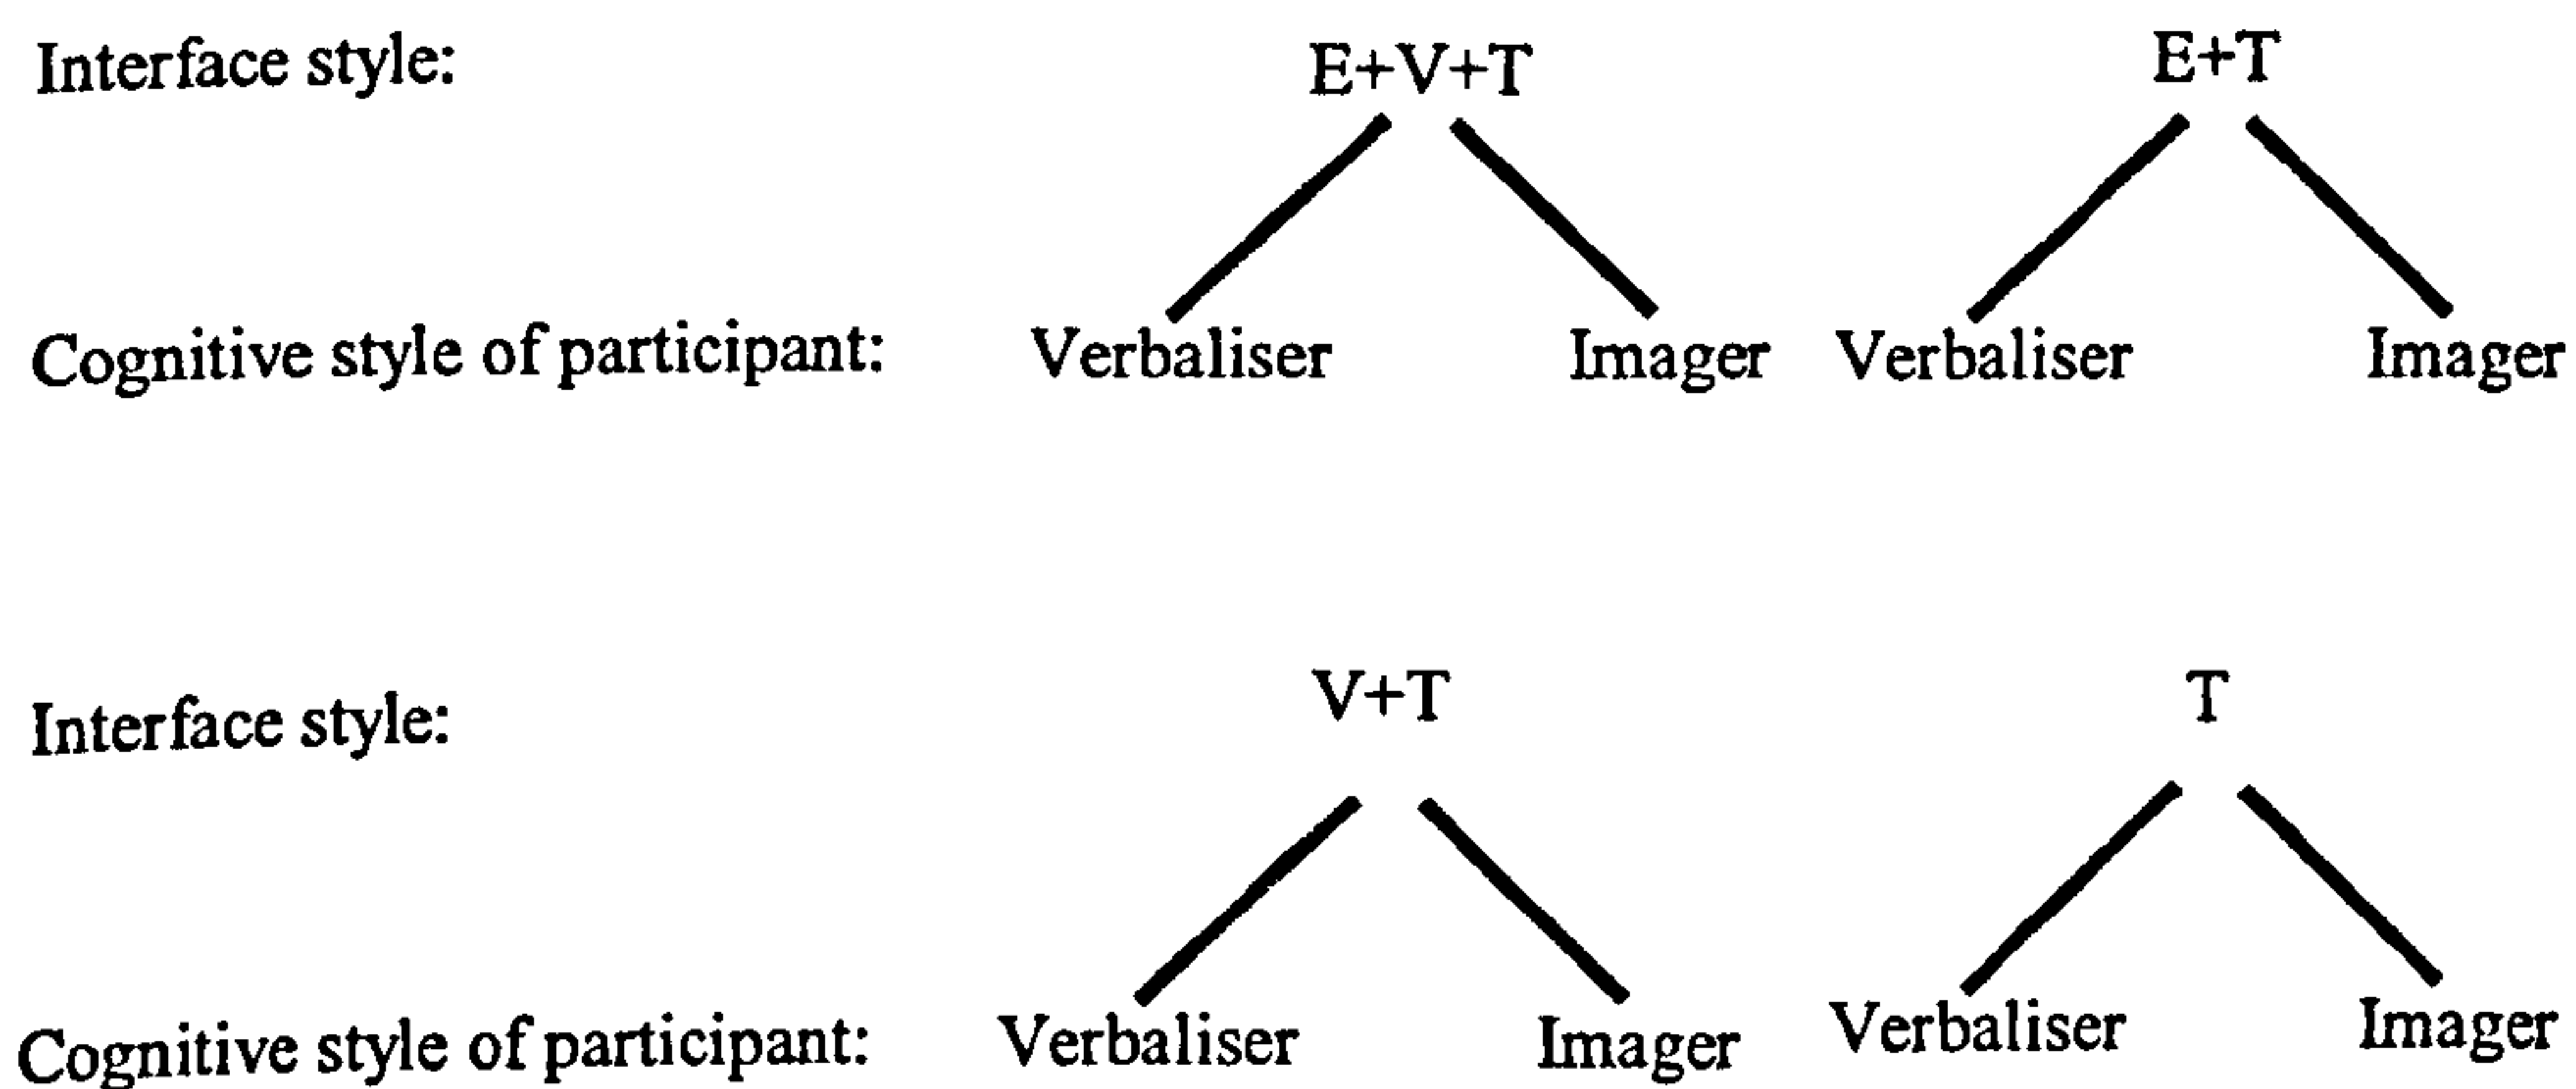 Interface style: E+V+T E+T
Cognitive style of participant: Verbaliser Imager Verbaliser Imager
Interface style: V+T T
Cognitive style of participant: Verbaliser Imager Verbaliser Imager